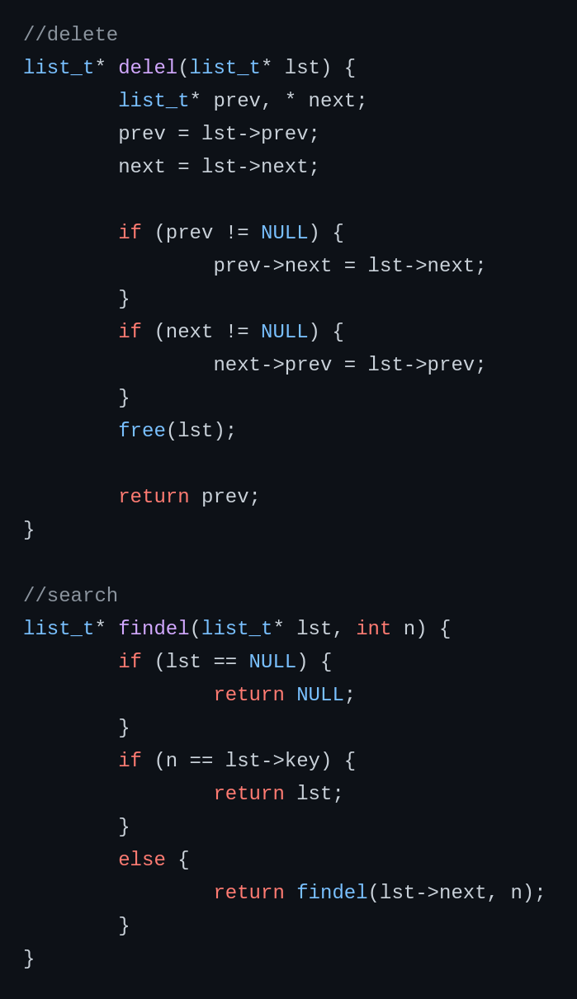 //delete
list_t* delel(list_t* lst) {
        list_t* prev, * next;
        prev = lst->prev;
        next = lst->next;

        if (prev != NULL) {
                prev->next = lst->next;
        }
        if (next != NULL) {
                next->prev = lst->prev;
        }
        free(lst);

        return prev;
}

//search
list_t* findel(list_t* lst, int n) {
        if (lst == NULL) {
                return NULL;
        }
        if (n == lst->key) {
                return lst;
        }
        else {
                return findel(lst->next, n);
        }
}